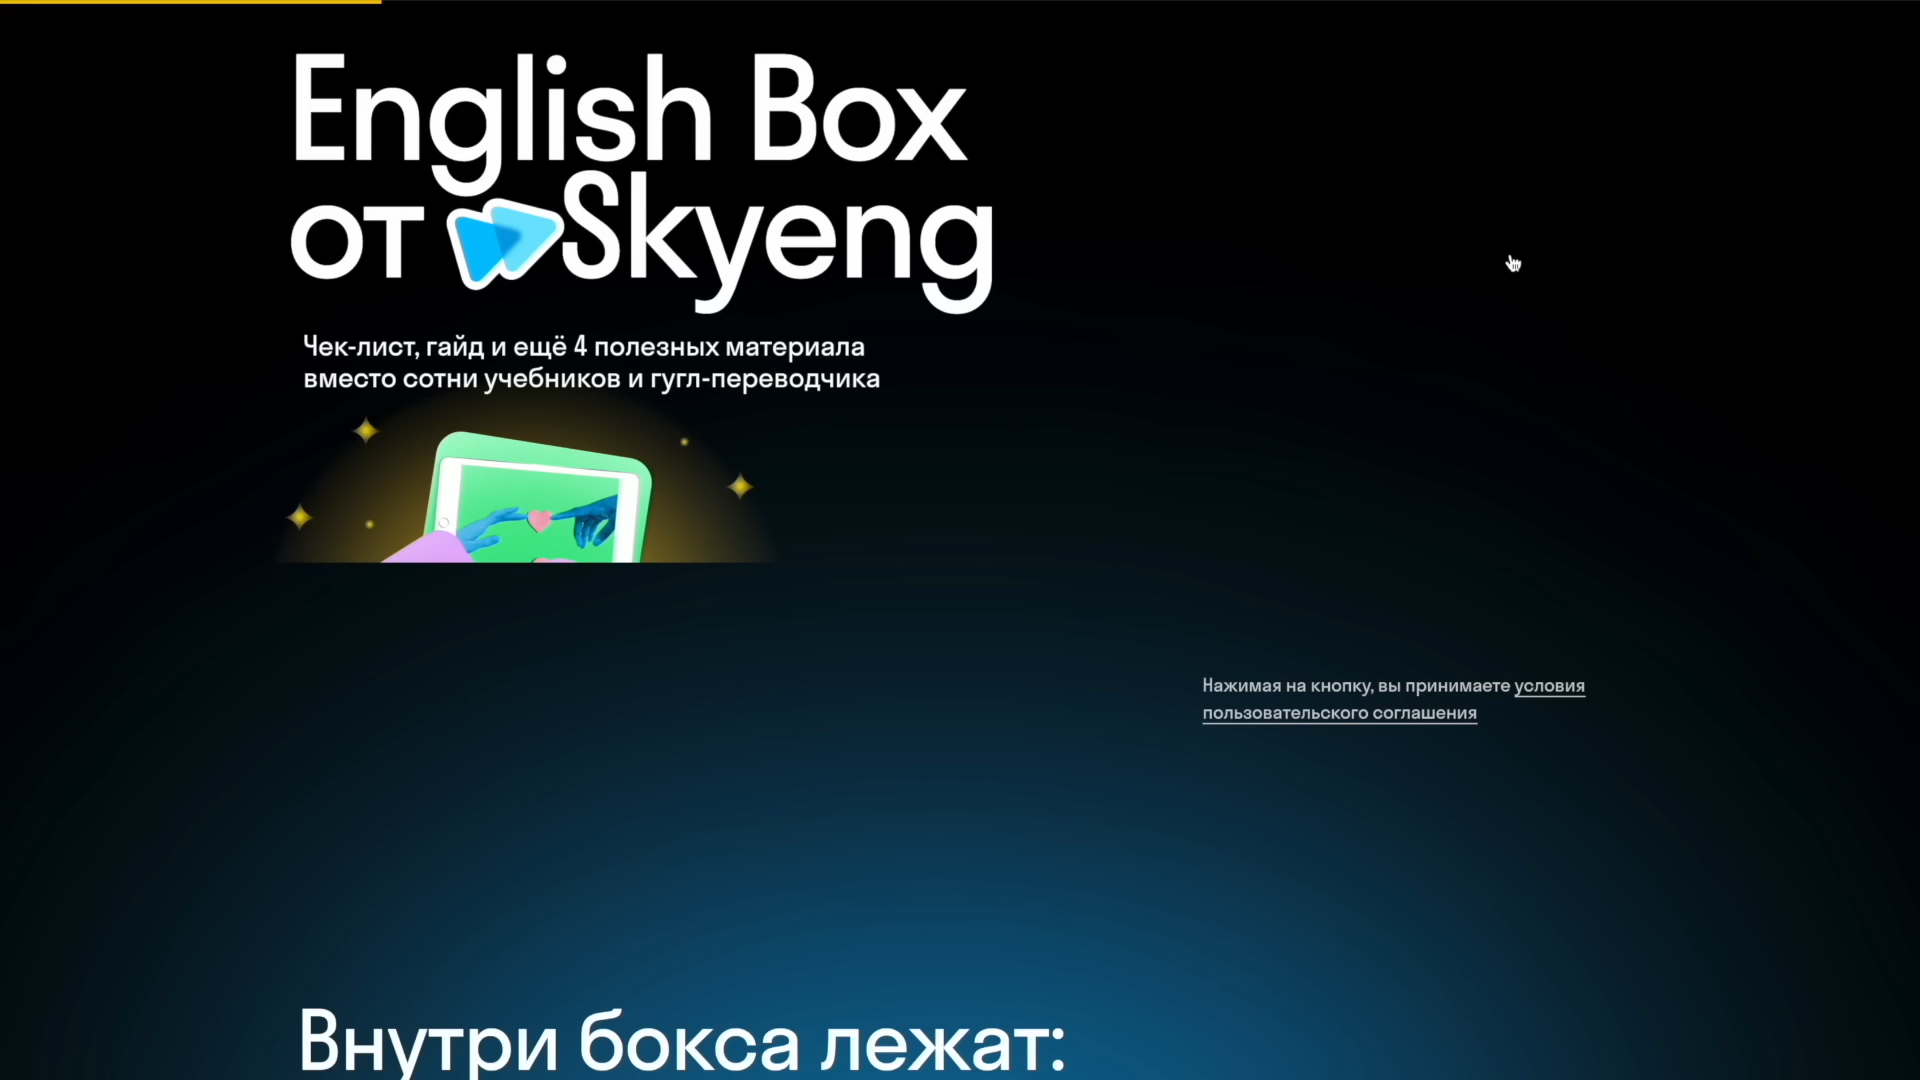 English Box
от Skyeng
Чек-лист, гайд и ещё 4 полезных материала
вместо сотни учебников и гугл-переводчика
Нажимая на кнопку, вы принимаете условия
пользовательского соглашения
Внутри бокса лежат: